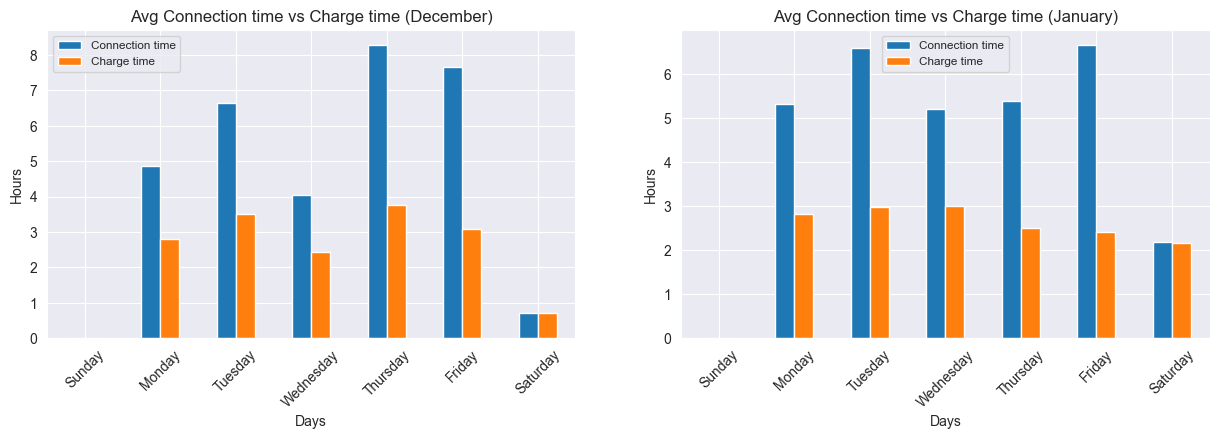 Avg Connection time vs Charge time (December)
Connection time
Charge time
Hours
8
7
6
5
4
3
2
1
0
Sunday
Monday
Tuesday
Wednesday
Thursday
Friday
Saturday
Days
Avg Connection time vs Charge time (January)
Connection time
Charge time
Hours
6
5
4
3
2
1
0
Sunday
Monday
Tuesday
Wednesday
Thursday
Friday
Saturday
Days